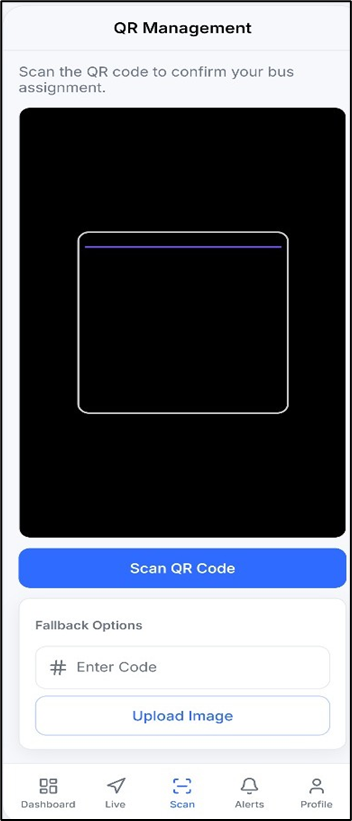 QR Management
Scan the QR code to confirm your bus
assignment.
Scan QR Code
Fallback Options
# Enter Code
Upload Image
Dashboard Live Scan Alerts Profile